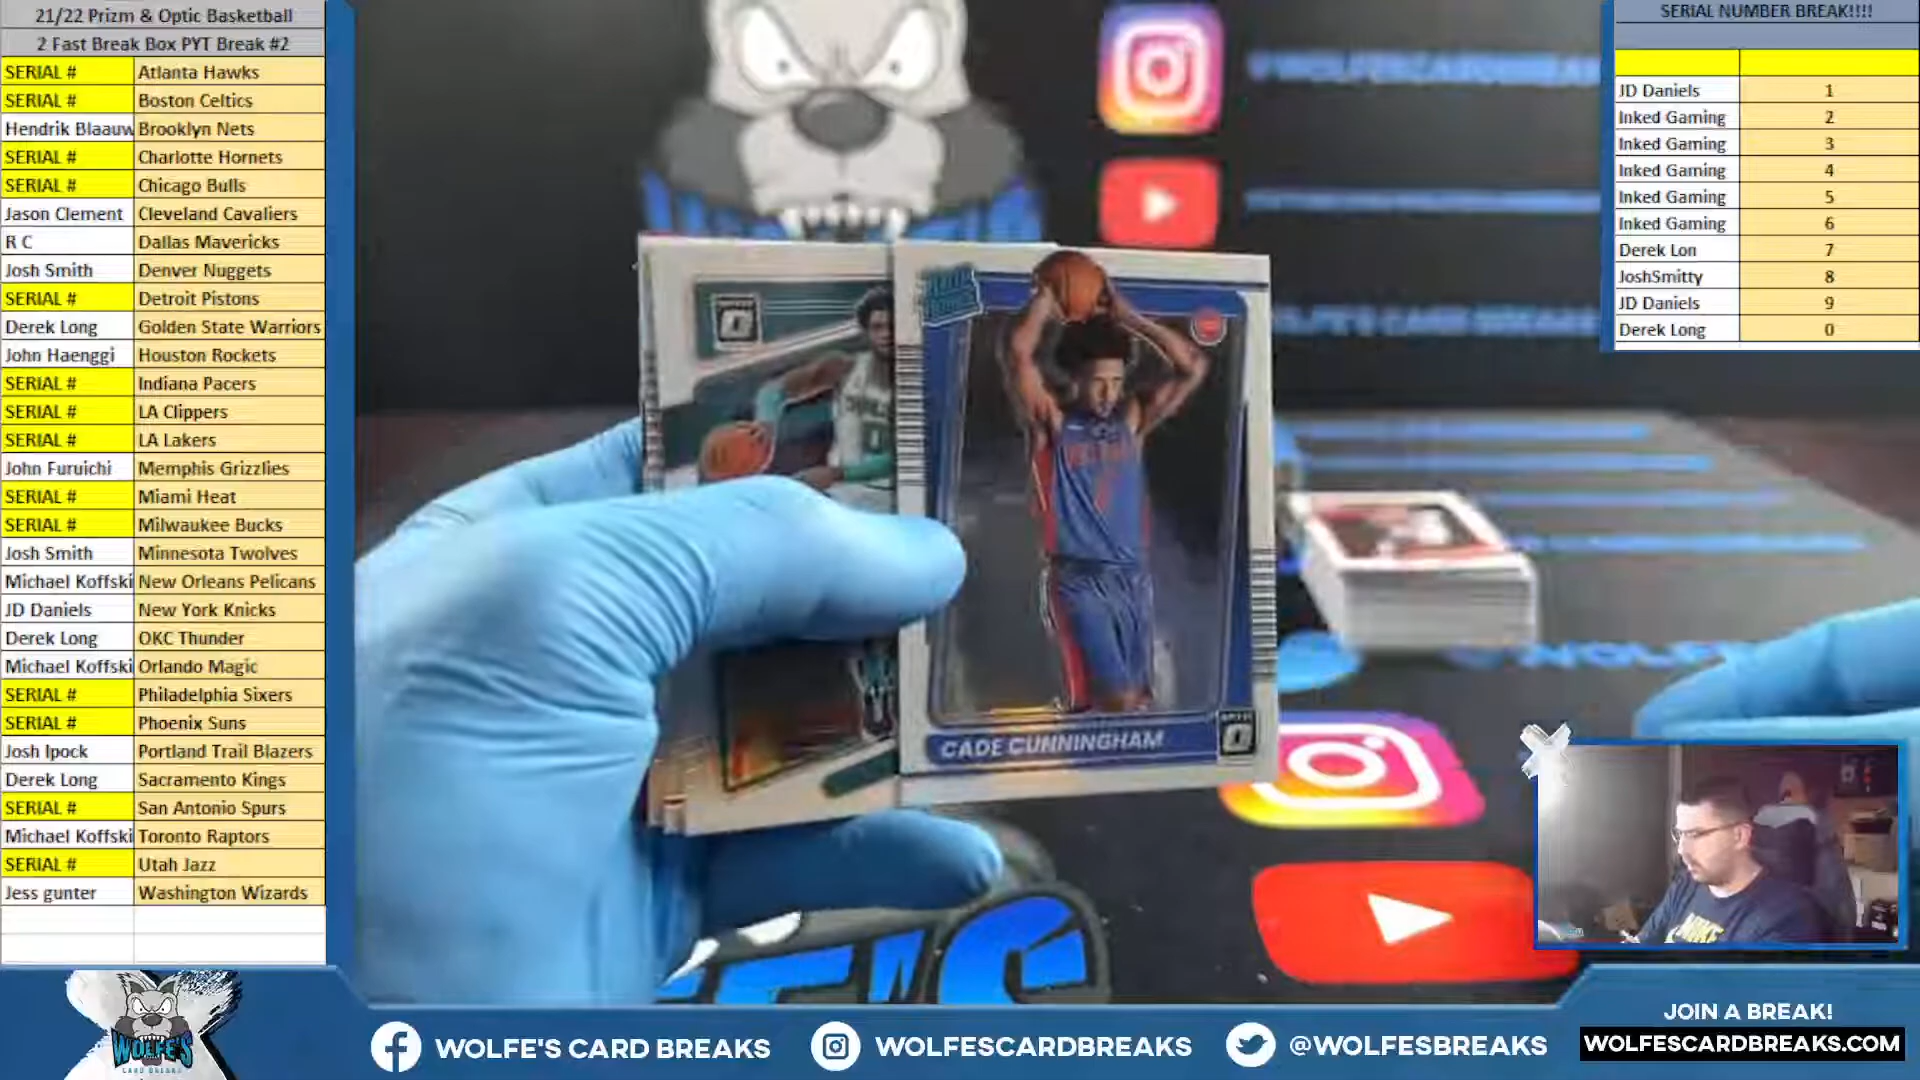 21/22 Prizm & Optic Basketball
2 Fast Break Box PYT Break #2
SERIAL # Atlanta Hawks
SERIAL # Boston Celtics
Hendrik Blaauw Brooklyn Nets
SERIAL # Charlotte Hornets
SERIAL # Chicago Bulls
Jason Clement Cleveland Cavaliers
R C Dallas Mavericks
Josh Smith Denver Nuggets
SERIAL # Detroit Pistons
Derek Long Golden State Warriors
John Haenggi Houston Rockets
SERIAL # Indiana Pacers
SERIAL # LA Clippers
SERIAL # LA Lakers
John Furuichi Memphis Grizzlies
SERIAL # Miami Heat
SERIAL # Milwaukee Bucks
Josh Smith Minnesota Twolves
Michael Koffski New Orleans Pelicans
JD Daniels New York Knicks
Derek Long OKC Thunder
Michael Koffski Orlando Magic
SERIAL # Philadelphia Sixers
SERIAL # Phoenix Suns
Josh Ipock Portland Trail Blazers
Derek Long Sacramento Kings
SERIAL # San Antonio Spurs
Michael Koffski Toronto Raptors
SERIAL # Utah Jazz
Jess gunter Washington Wizards
SERIAL NUMBER BREAK!!!!
JD Daniels 1
Inked Gaming 2
Inked Gaming 3
Inked Gaming 4
Inked Gaming 5
Inked Gaming 6
Derek Lon 7
JoshSmitty 8
JD Daniels 9
Derek Long 0
CADE CUNNINGHAM
WOLFE'S
CARD BREAKS
WOLFE'S CARD BREAKS
WOLFESCARDBREAKS
@WOLFESBREAKS
JOIN A BREAK!
WOLFESCARDBREAKS.COM